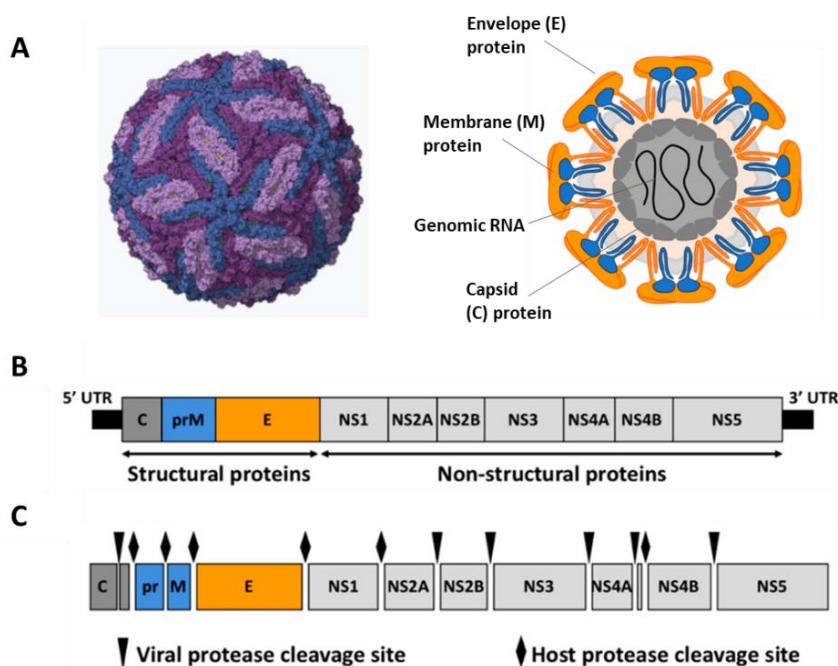 A
Envelope (E)
protein
Membrane (M)
protein
Genomic RNA
Capsid
(C) protein
B
5' UTR
3' UTR
C prM E NS1 NS2A NS2B NS3 NS4A NS4B NS5
Structural proteins Non-structural proteins
C
C pr M E NS1 NS2A NS2B NS3 NS4A NS4B NS5
Viral protease cleavage site Host protease cleavage site